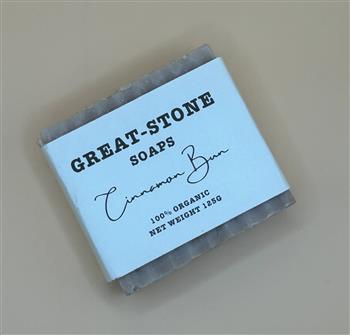 GREAT-STONE
SOAPS
Cinnamon Bun
100% ORGANIC
NET WEIGHT 125G